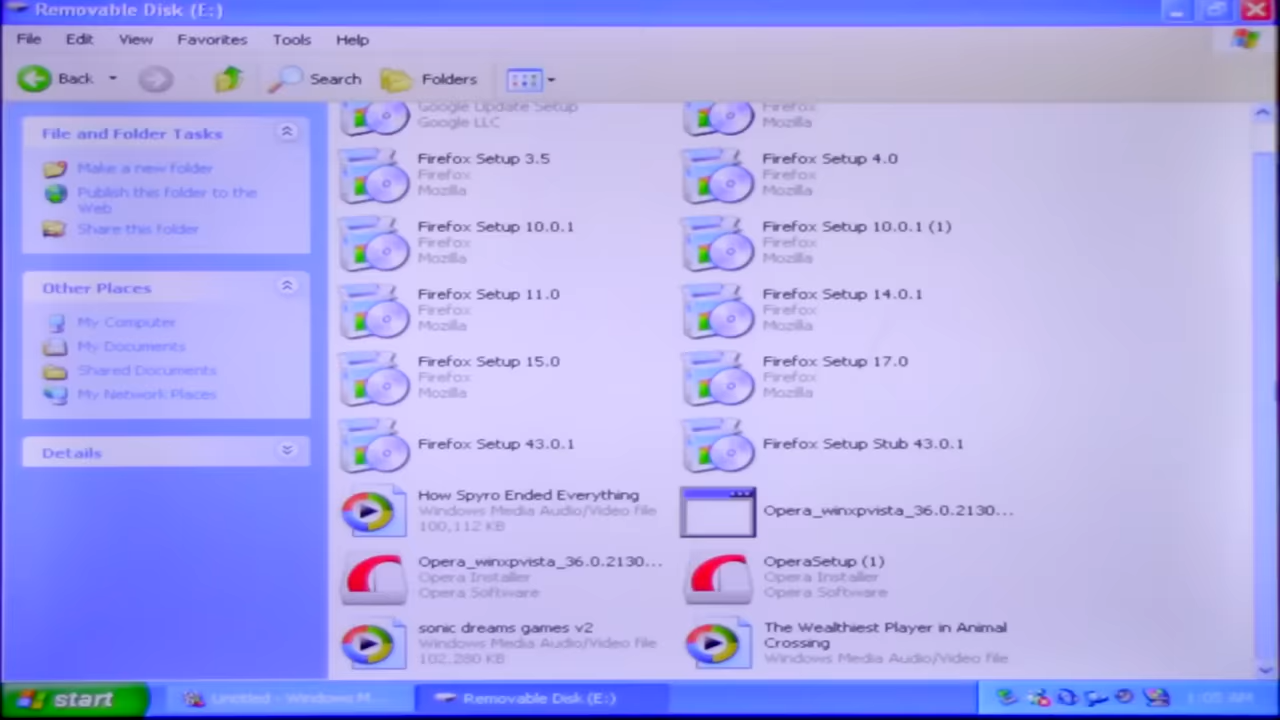 Removable Disk (E:)
File Edit View Favorites Tools Help
Back Search Folders
File and Folder Tasks
Make a new folder
Publish this folder to the
Web
Share this folder
Other Places
My Computer
My Documents
Shared Documents
My Network Places
Details
Google Update Setup
Google LLC
Firefox
Mozilla
Firefox Setup 3.5
Firefox
Mozilla
Firefox Setup 4.0
Firefox
Mozilla
Firefox Setup 10.0.1
Firefox
Mozilla
Firefox Setup 10.0.1 (1)
Firefox
Mozilla
Firefox Setup 11.0
Firefox
Mozilla
Firefox Setup 14.0.1
Firefox
Mozilla
Firefox Setup 15.0
Firefox
Mozilla
Firefox Setup 17.0
Firefox
Mozilla
Firefox Setup 43.0.1
Firefox Setup Stub 43.0.1
How Spyro Ended Everything
Windows Media Audio/Video file
100,112 KB
Opera_winxpvista_36.0.2130...
Opera_winxpvista_36.0.2130...
Opera Installer
Opera Software
OperaSetup (1)
Opera Installer
Opera Software
sonic dreams games v2
Windows Media Audio/Video file
102,280 KB
The Wealthiest Player in Animal
Crossing
Windows Media Audio/Video file
start Untitled - Windows M... Removable Disk (E:) 1:05 AM